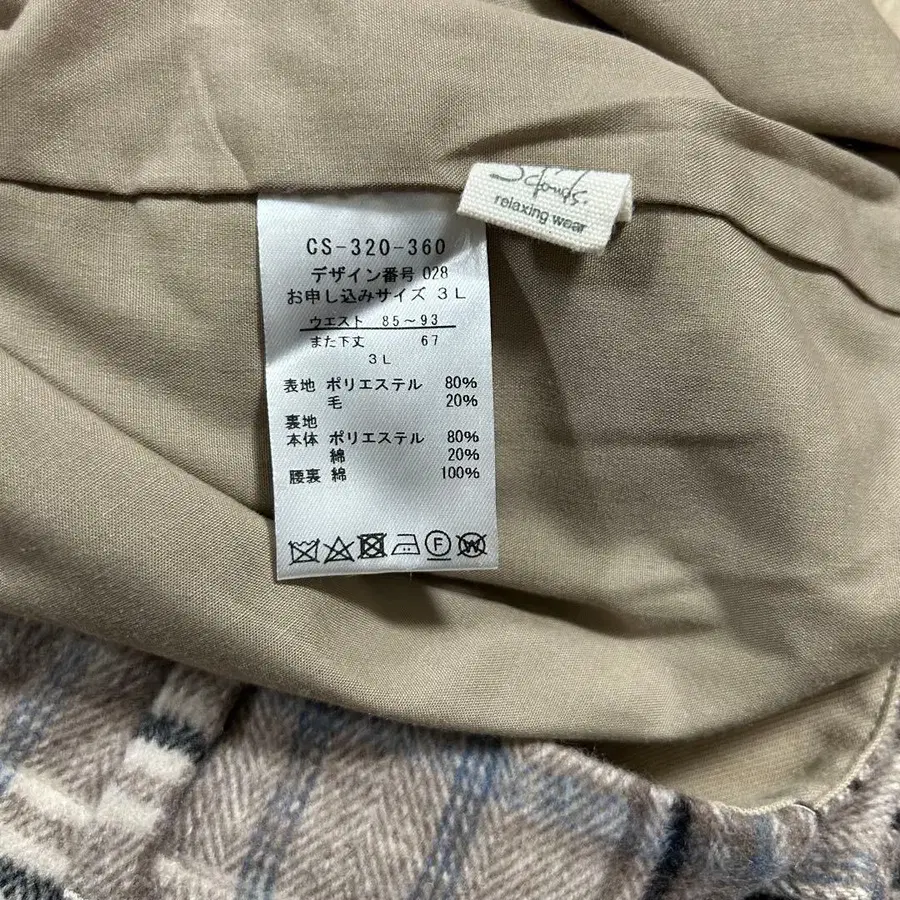 relaxing wear
CS-320-360
デザイン番号 028
お申し込みサイズ 3L
ウエスト 85～93
また下丈 67
3L
表地 ポリエステル 80%
毛 20%
裏地
本体 ポリエステル 80%
綿 20%
腰裏 綿 100%
F
W